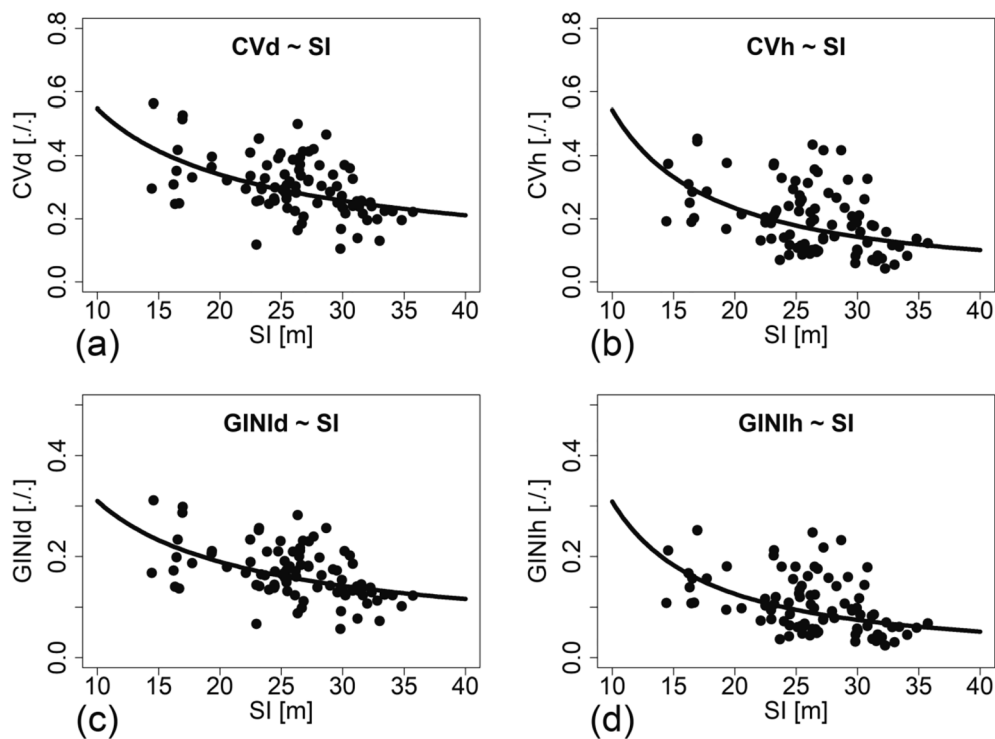 CVd ~ SI
CVd [./.]
0.0 0.2 0.4 0.6 0.8
10 15 20 25 30 35 40
SI [m]
(a)
CVh ~ SI
CVh [./.]
0.0 0.2 0.4 0.6 0.8
10 15 20 25 30 35 40
SI [m]
(b)
GINId ~ SI
GINId [./.]
0.0 0.2 0.4
10 15 20 25 30 35 40
SI [m]
(c)
GINIh ~ SI
GINIh [./.]
0.0 0.2 0.4
10 15 20 25 30 35 40
SI [m]
(d)